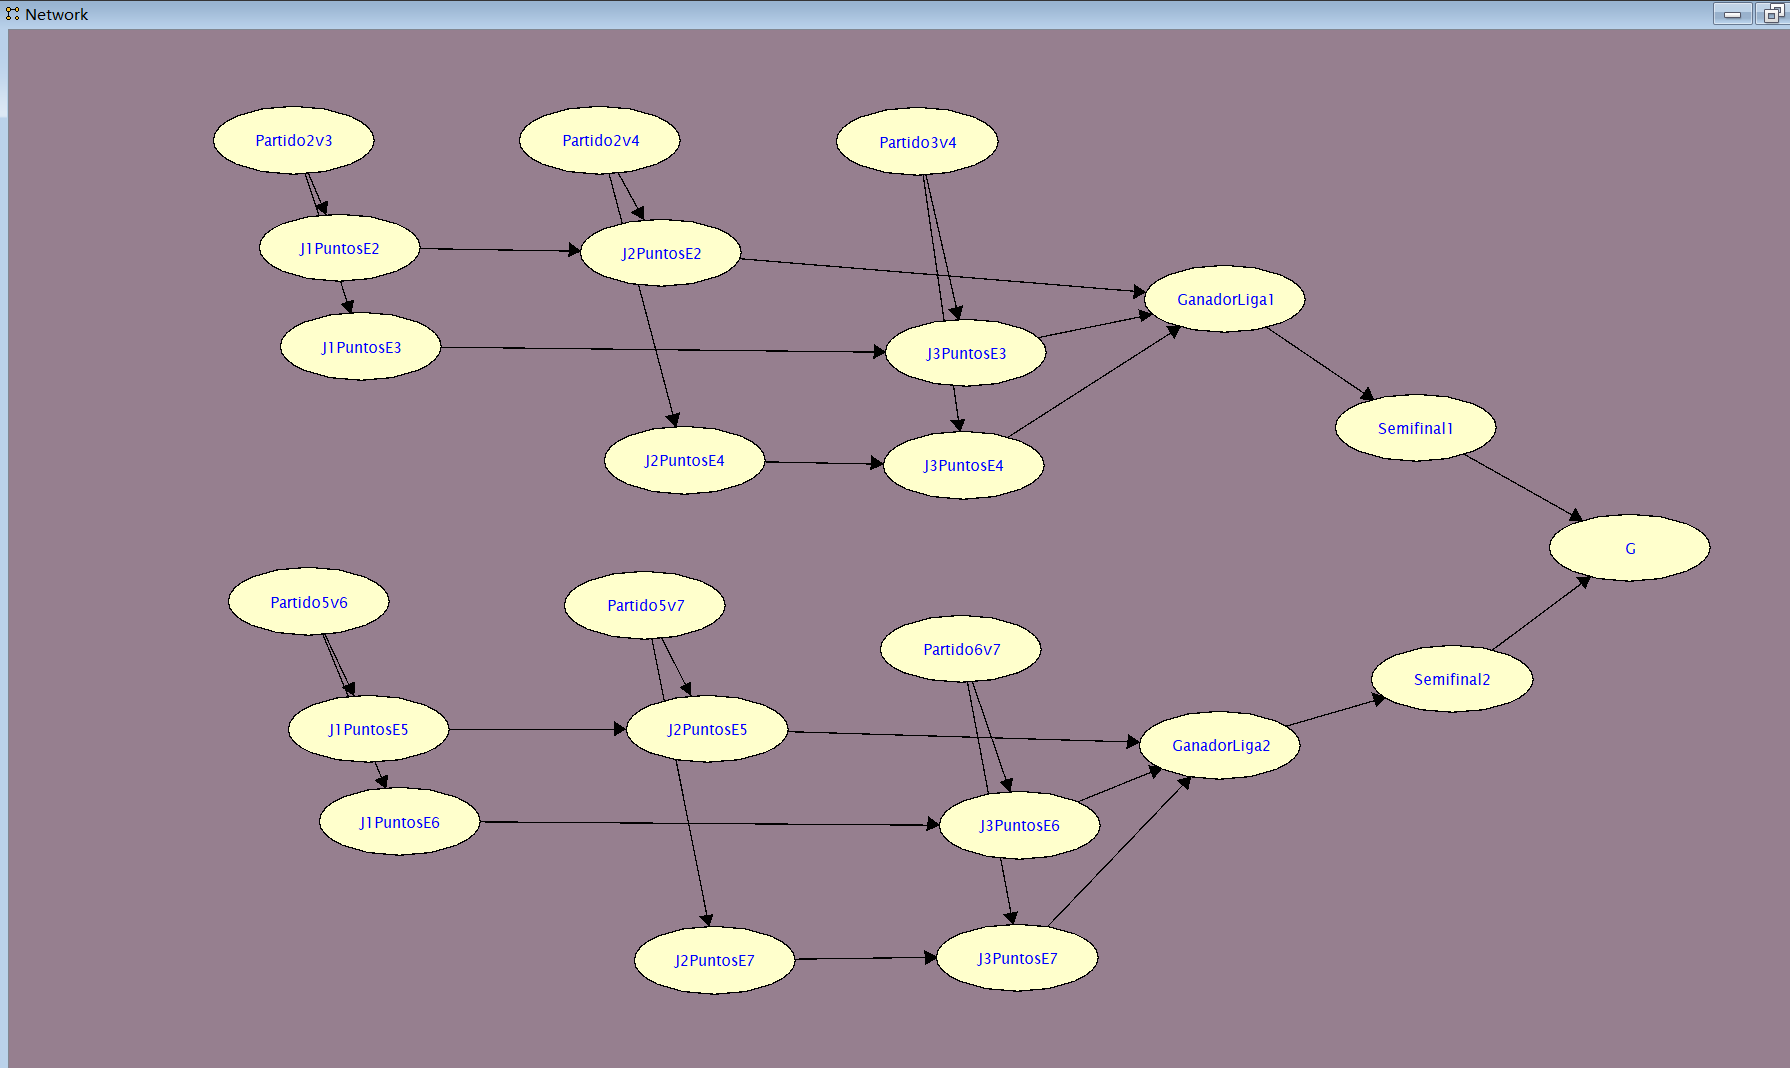 Network
Partido2v3
Partido2v4
Partido3v4
J1PuntosE2
J2PuntosE2
GanadorLiga1
J1PuntosE3
J3PuntosE3
Semifinal1
J2PuntosE4
J3PuntosE4
G
Partido5v6
Partido5v7
Partido6v7
Semifinal2
J1PuntosE5
J2PuntosE5
GanadorLiga2
J1PuntosE6
J3PuntosE6
J2PuntosE7
J3PuntosE7